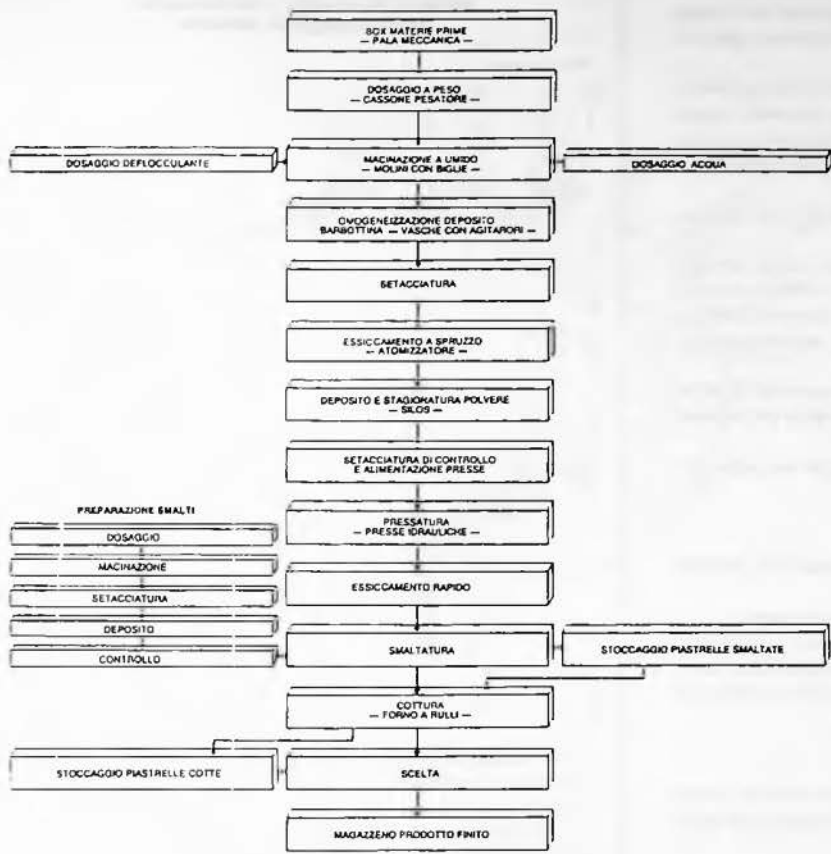 BOX MATERIE PRIME
— PALA MECCANICA —
DOSAGGIO A PESO
— CASSONE PESATORE —
DOSAGGIO DEFLOCCULANTE
MACINAZIONE A UMIDO
— MOLINI CON BIGLIE —
DOSAGGIO ACQUA
OVOGENEIZZAZIONE DEPOSITO
BARBOTTINA — VASCHE CON AGITARORI —
SETACCIATURA
ESSICCAMENTO A SPRUZZO
— ATOMIZZATORE —
DEPOSITO E STAGIONATURA POLVERE
— SILOS —
SETACCIATURA DI CONTROLLO
E ALIMENTAZIONE PRESSE
PRESSATURA
— PRESSE IDRAULICHE —
ESSICCAMENTO RAPIDO
PREPARAZIONE SMALTI
DOSAGGIO
MACINAZIONE
SETACCIATURA
DEPOSITO
CONTROLLO
SMALTATURA
STOCCAGGIO PIASTRELLE SMALTATE
COTTURA
— FORNO A RULLI —
STOCCAGGIO PIASTRELLE COTTE
SCELTA
MAGAZZENO PRODOTTO FINITO